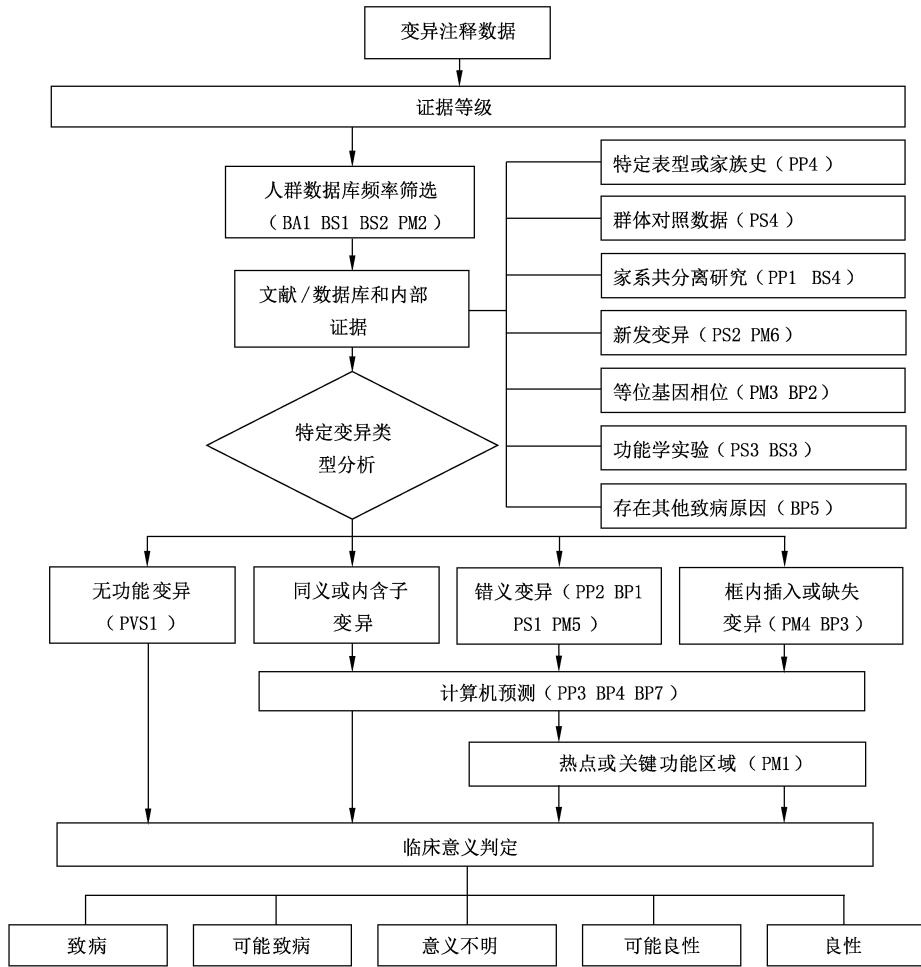 变异注释数据
证据等级
人群数据库频率筛选
（BA1 BS1 BS2 PM2）
文献/数据库和内部
证据
特定表型或家族史（PP4）
群体对照数据（PS4）
家系共分离研究（PP1 BS4）
新发变异（PS2 PM6）
等位基因相位（PM3 BP2）
功能学实验（PS3 BS3）
存在其他致病原因（BP5）
特定变异类
型分析
无功能变异
（PVS1）
同义或内含子
变异
错义变异（PP2 BP1
PS1 PM5）
框内插入或缺失
变异（PM4 BP3）
计算机预测（PP3 BP4 BP7）
热点或关键功能区域（PM1）
临床意义判定
致病
可能致病
意义不明
可能良性
良性